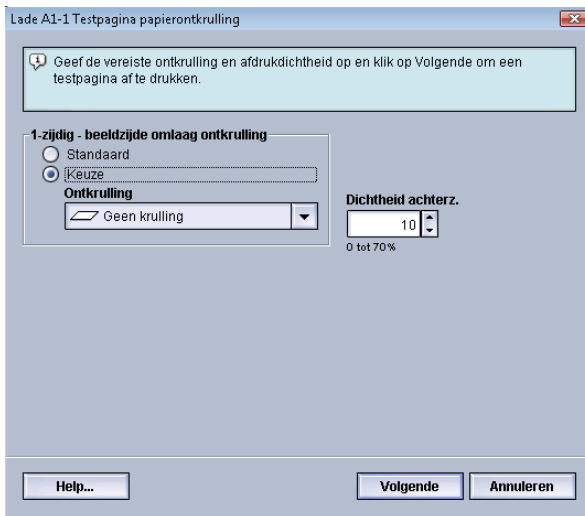 Lade A1-1 Testpagina papierontkrulling
Geef de vereiste ontkrulling en afdrukdichtheid op en klik op Volgende om een
testpagina af te drukken.
1-zijdig - beeldzijde omlaag ontkrulling
Standaard
Keuze
Ontkrulling
Geen krulling
Dichtheid achterz.
10
0 tot 70%
Help...
Volgende
Annuleren